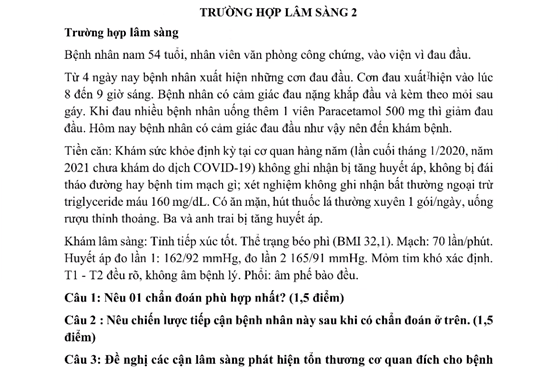 TRƯỜNG HỢP LÂM SÀNG 2
Trường hợp lâm sàng
Bệnh nhân nam 54 tuổi, nhân viên văn phòng công chứng, vào viện vì đau đầu.
Từ 4 ngày nay bệnh nhân xuất hiện những cơn đau đầu. Cơn đau xuất hiện vào lúc
8 đến 9 giờ sáng. Bệnh nhân có cảm giác đau nặng khắp đầu và kèm theo mỏi sau
gáy. Khi đau nhiều bệnh nhân uống thêm 1 viên Paracetamol 500 mg thì giảm đau
đầu. Hôm nay bệnh nhân có cảm giác đau đầu như vậy nên đến khám bệnh.
Tiền căn: Khám sức khỏe định kỳ tại cơ quan hàng năm (lần cuối tháng 1/2020, năm
2021 chưa khám do dịch COVID-19) không ghi nhận bị tăng huyết áp, không bị đái
tháo đường hay bệnh tim mạch gì; xét nghiệm không ghi nhận bất thường ngoại trừ
triglyceride máu 160 mg/dL. Có ăn mặn, hút thuốc lá thường xuyên 1 gói/ngày, uống
rượu thỉnh thoảng. Ba và anh trai bị tăng huyết áp.
Khám lâm sàng: Tỉnh tiếp xúc tốt. Thể trạng béo phì (BMI 32,1). Mạch: 70 lần/phút.
Huyết áp đo lần 1: 162/92 mmHg, đo lần 2 165/91 mmHg. Mỏm tim khó xác định.
T1 - T2 đều rõ, không âm bệnh lý. Phổi: âm phế bào đều.
Câu 1: Nêu 01 chẩn đoán phù hợp nhất? (1,5 điểm)
Câu 2 : Nêu chiến lược tiếp cận bệnh nhân này sau khi có chẩn đoán ở trên. (1,5
điểm)
Câu 3: Đề nghị các cận lâm sàng phát hiện tổn thương cơ quan đích cho bệnh